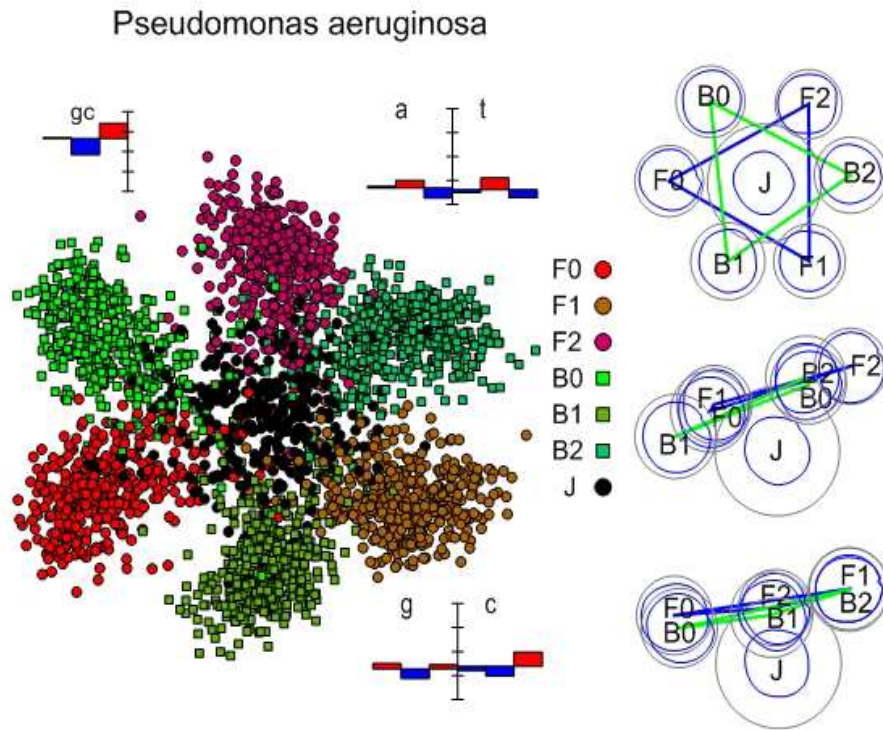 Pseudomonas aeruginosa
gc
a t
F0
F1
F2
B0
B1
B2
J
g c
B0 F2
F0 J B2
B1 F1
F2
B2
F1 B0
F0
B1 J
F1
F0 F2 B2
B0 B1
J